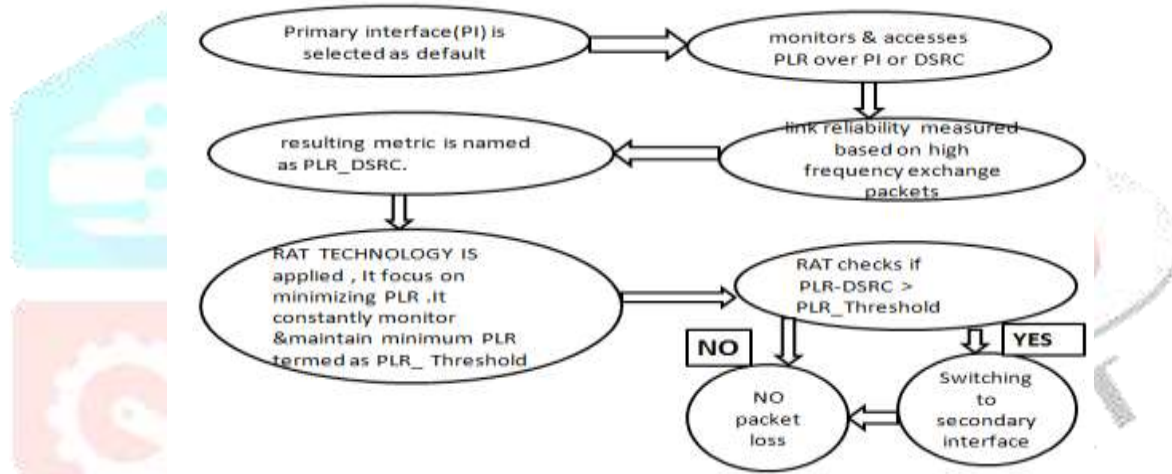 Primary interface(PI) is
selected as default
monitors & accesses
PLR over PI or DSRC
link reliability measured
based on high
frequency exchange
packets
resulting metric is named
as PLR_DSRC.
RAT TECHNOLOGY IS
applied , It focus on
minimizing PLR .It
constantly monitor
&maintain minimum PLR
termed as PLR_ Threshold
RAT checks if
PLR-DSRC >
PLR_Threshold
NO
YES
NO
packet
loss
Switching
to
secondary
interface